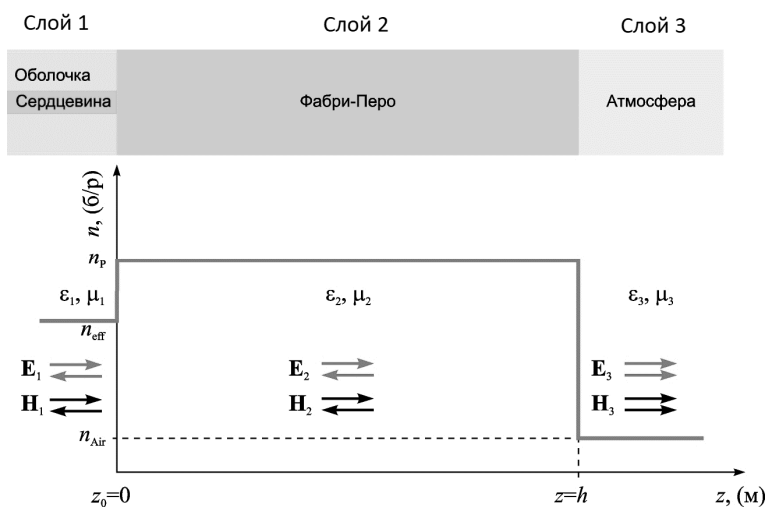 Слой 1 Слой 2 Слой 3
Оболочка
Сердцевина Фабри-Перо Атмосфера
n, (б/р)
nP
ε1, μ1 ε2, μ2 ε3, μ3
neff
E1 E2 E3
H1 H2 H3
nAir
z0=0 z=h z, (м)